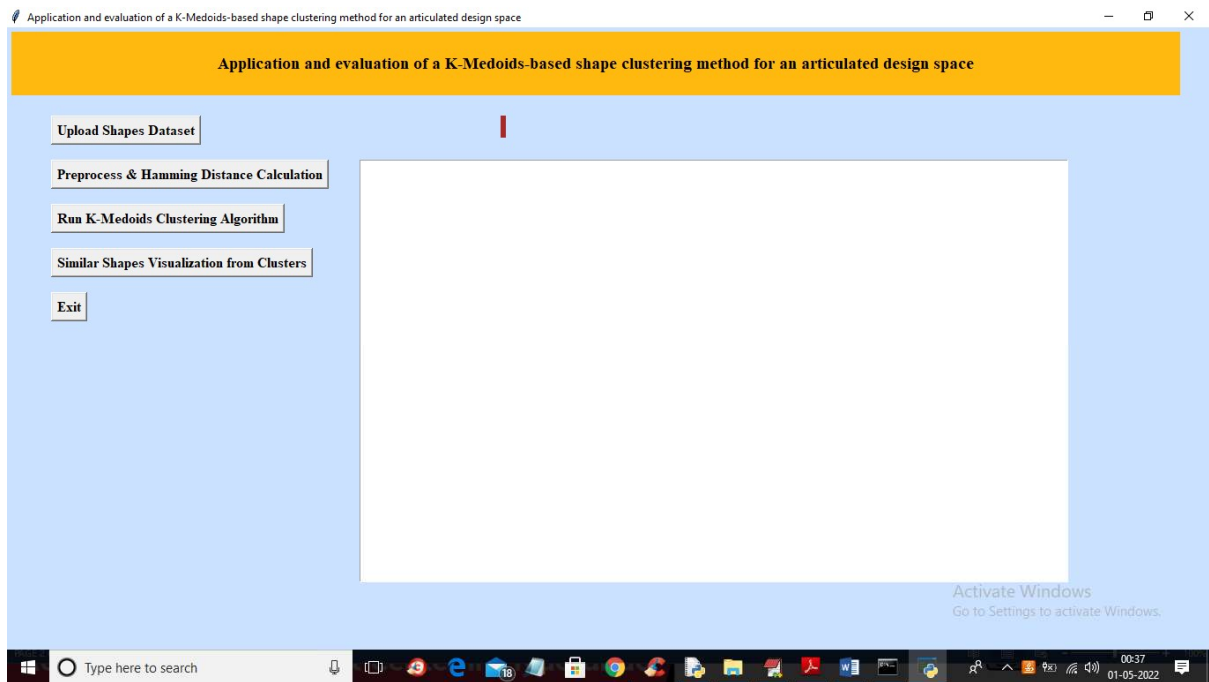 Application and evaluation of a K-Medoids-based shape clustering method for an articulated design space
Application and evaluation of a K-Medoids-based shape clustering method for an articulated design space
Upload Shapes Dataset
Preprocess & Hamming Distance Calculation
Run K-Medoids Clustering Algorithm
Similar Shapes Visualization from Clusters
Exit
Activate Windows
Go to Settings to activate Windows.
Type here to search
18
00:37
01-05-2022